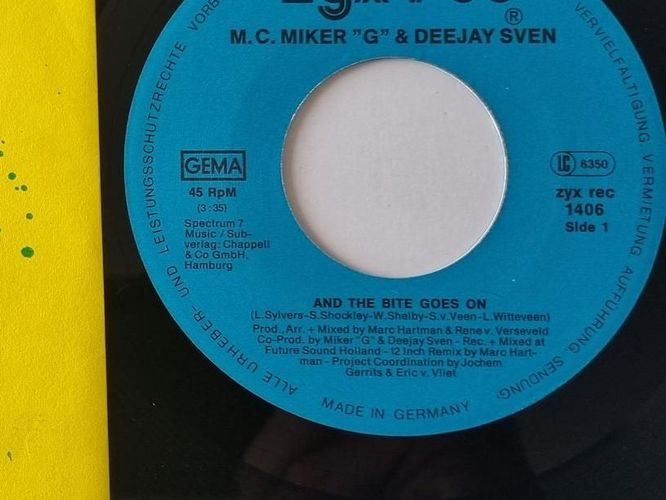 ®
M.C. MIKER "G" & DEEJAY SVEN
GEMA
45 RpM
(3:35)
Spectrum 7
Music / Sub-
verlag: Chappell
& Co GmbH,
Hamburg
LC 6350
zyx rec
1406
Side 1
AND THE BITE GOES ON
(L.Sylvers-S.Shockley-W.Shelby-S.v.Veen-L.Witteveen)
Prod., Arr. + Mixed by Marc Hartman & Rene v. Verseveld
Co-Prod. by Miker "G" & Deejay Sven - Rec. + Mixed at
Future Sound Holland - 12 Inch Remix by Marc Hart-
man - Project Coordination by Jochem
Gerrits & Eric v. Vliet
MADE IN GERMANY
ALLE URHEBER- UND LEISTUNGSSCHUTZRECHTE VORB
VERVIELFÄLTIGUNG, VERMIETUNG, AUFFÜHRUNG, SENDUNG: